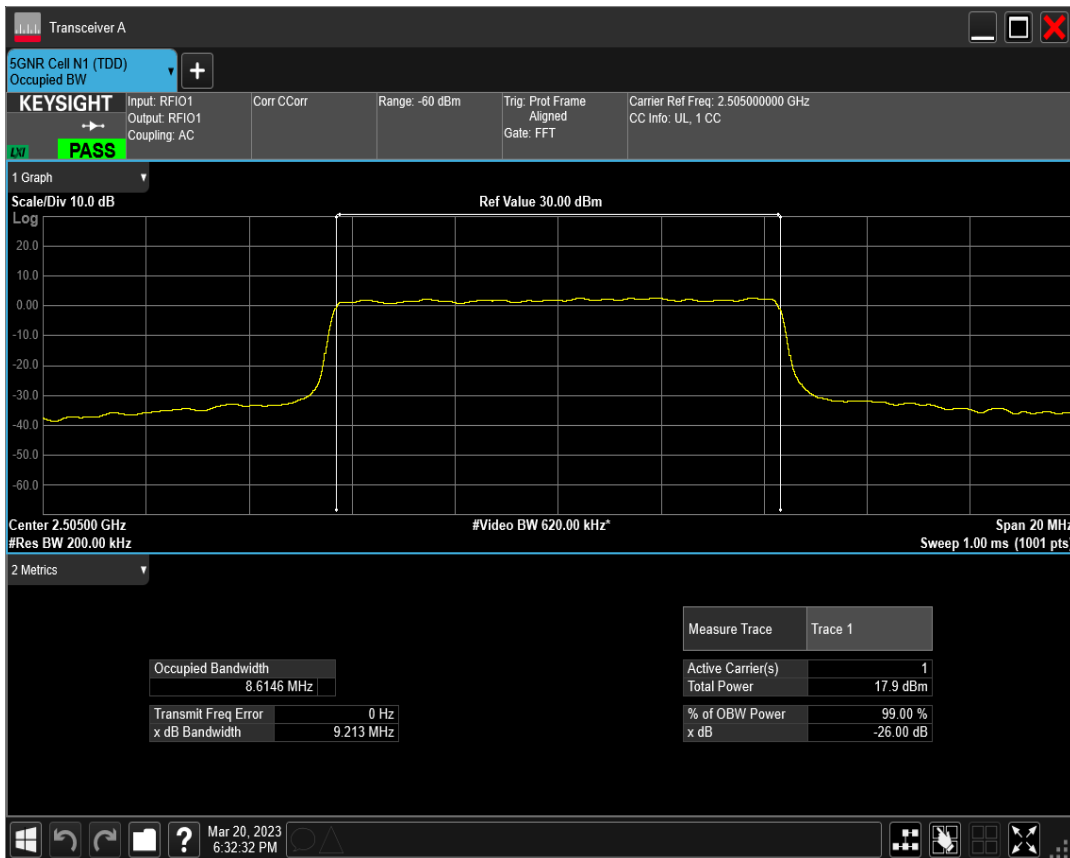 Transceiver A
5GNR Cell N1 (TDD)
Occupied BW
+
KEYSIGHT
LXI
PASS
Input: RFIO1
Output: RFIO1
Coupling: AC
Corr CCorr
Range: -60 dBm
Trig: Prot Frame
Aligned
Gate: FFT
Carrier Ref Freq: 2.505000000 GHz
CC Info: UL, 1 CC
1 Graph
Scale/Div 10.0 dB
Ref Value 30.00 dBm
Log
20.0
10.0
0.00
-10.0
-20.0
-30.0
-40.0
-50.0
-60.0
Center 2.50500 GHz
#Video BW 620.00 kHz*
Span 20 MHz
#Res BW 200.00 kHz
Sweep 1.00 ms (1001 pts)
2 Metrics
Measure Trace Trace 1
Occupied Bandwidth
8.6146 MHz
Active Carrier(s) 1
Total Power 17.9 dBm
Transmit Freq Error 0 Hz
x dB Bandwidth 9.213 MHz
% of OBW Power 99.00 %
x dB -26.00 dB
?
Mar 20, 2023
6:32:32 PM